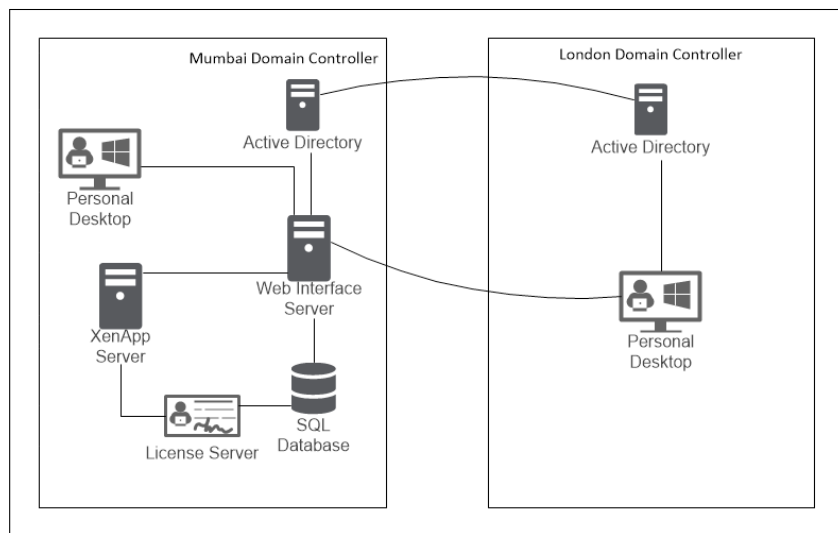 Mumbai Domain Controller
London Domain Controller
Active Directory
Active Directory
Personal
Desktop
Web Interface
Server
XenApp
Server
Personal
Desktop
License Server
SQL
Database